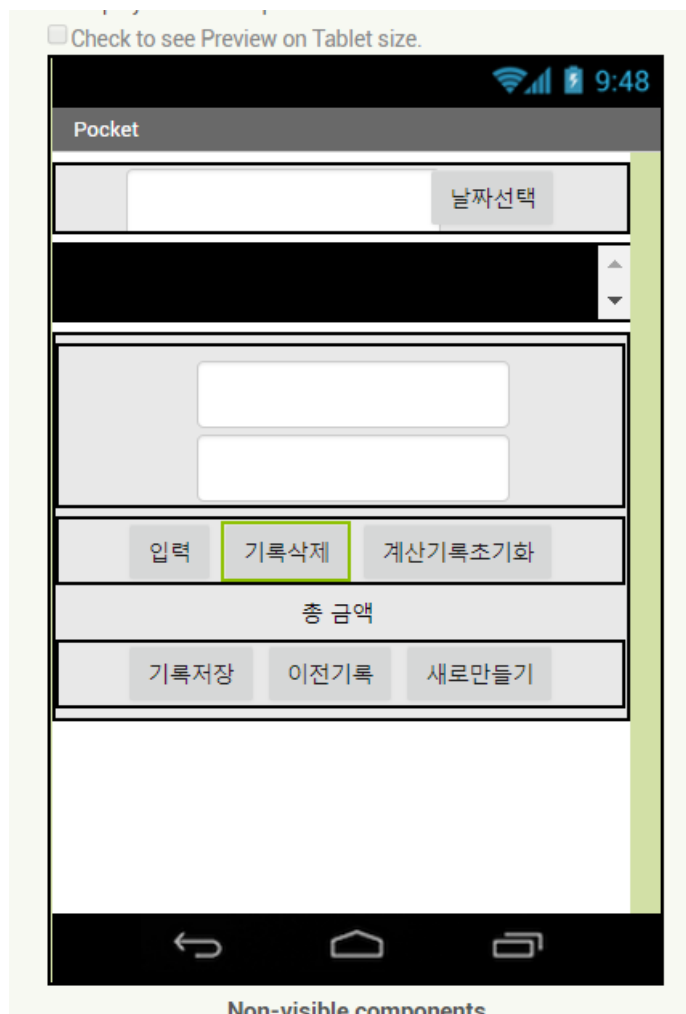 Check to see Preview on Tablet size.
9:48
Pocket
날짜선택
입력 기록삭제 계산기록초기화
총 금액
기록저장 이전기록 새로만들기
Non-visible components